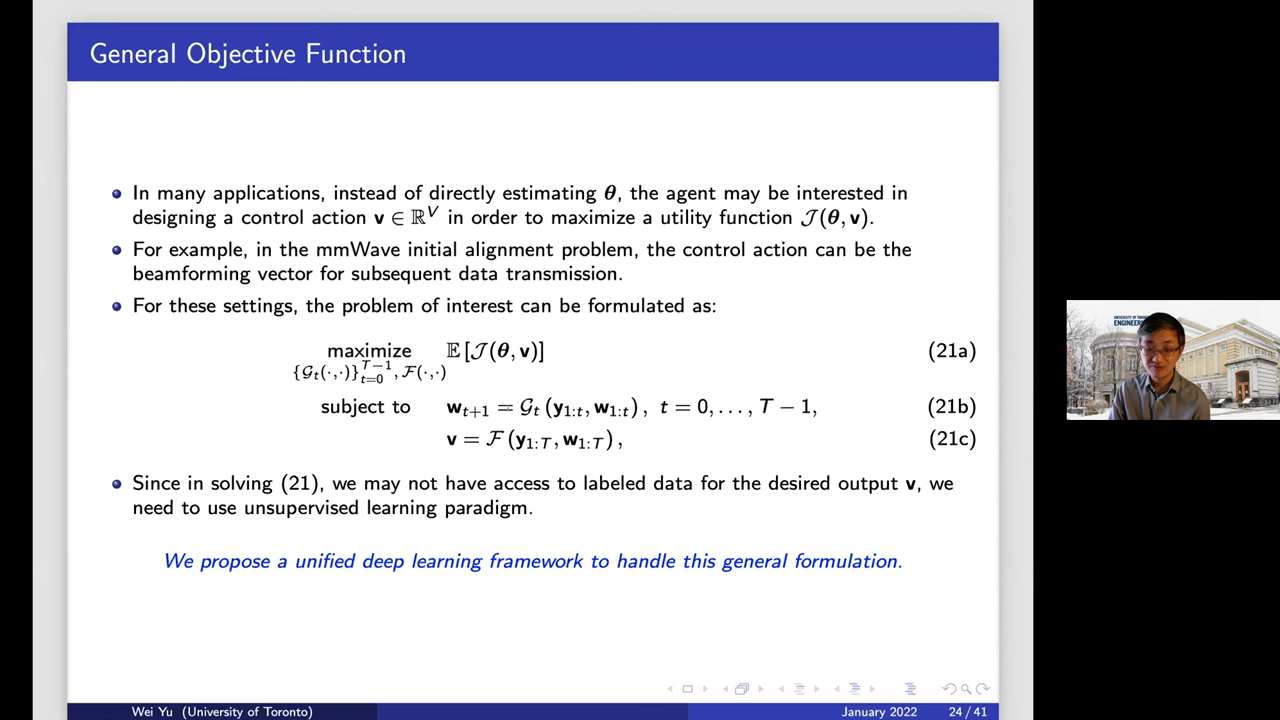 General Objective Function
In many applications, instead of directly estimating θ, the agent may be interested in
designing a control action v ∈ ℝ^V in order to maximize a utility function 𝒥(θ, v).
For example, in the mmWave initial alignment problem, the control action can be the
beamforming vector for subsequent data transmission.
For these settings, the problem of interest can be formulated as:
maximize 𝔼[𝒥(θ, v)] (21a)
{𝒢_t(·,·)}_{t=0}^{T−1}, ℱ(·,·)
subject to w_{t+1} = 𝒢_t(y_{1:t}, w_{1:t}), t = 0, . . . , T − 1, (21b)
v = ℱ(y_{1:T}, w_{1:T}), (21c)
Since in solving (21), we may not have access to labeled data for the desired output v, we
need to use unsupervised learning paradigm.
We propose a unified deep learning framework to handle this general formulation.
Wei Yu (University of Toronto) January 2022 24 / 41
UNIVERSITY OF TORONTO
ENGINEERING